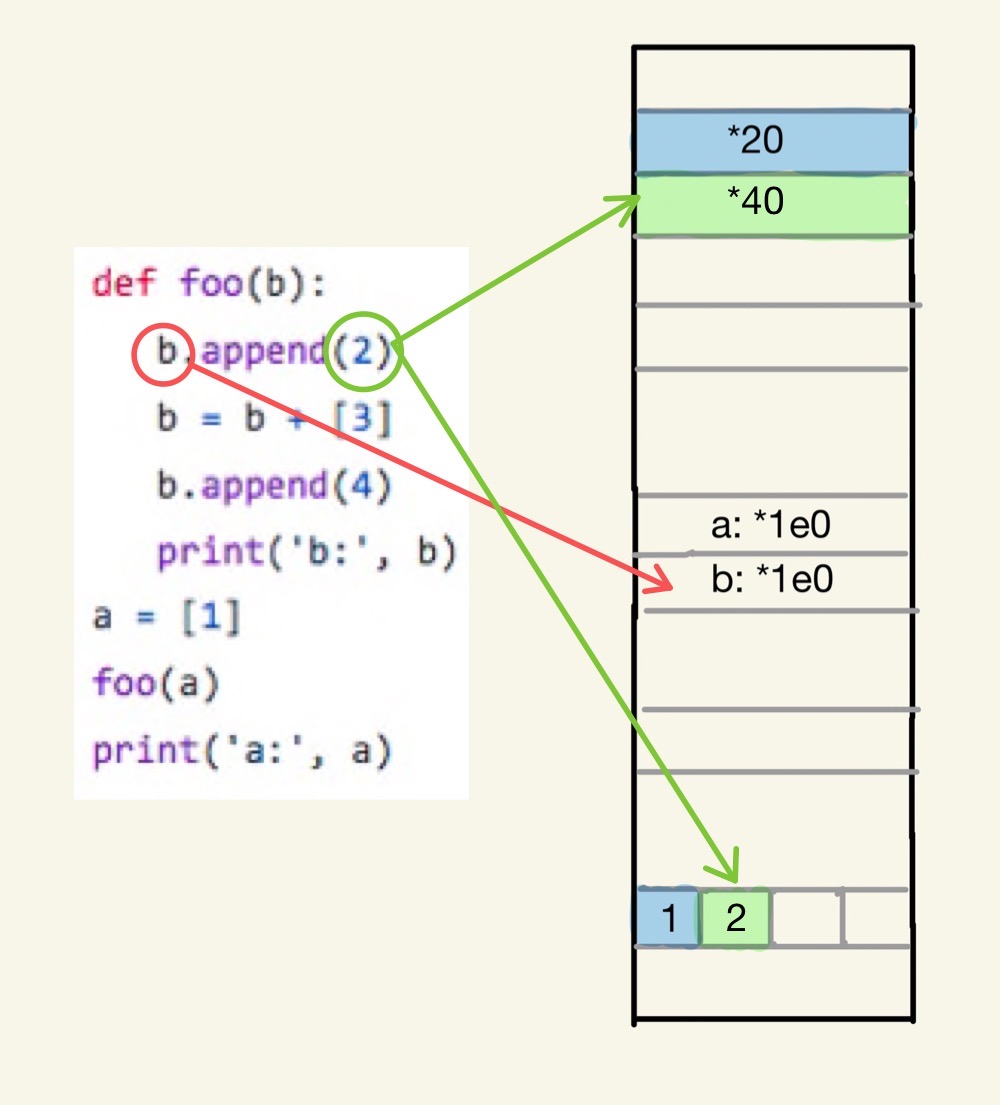 def foo(b):
b.append(2)
b = b + [3]
b.append(4)
print('b:', b)
a = [1]
foo(a)
print('a:', a)
*20
*40
a: *1e0
b: *1e0
1 2